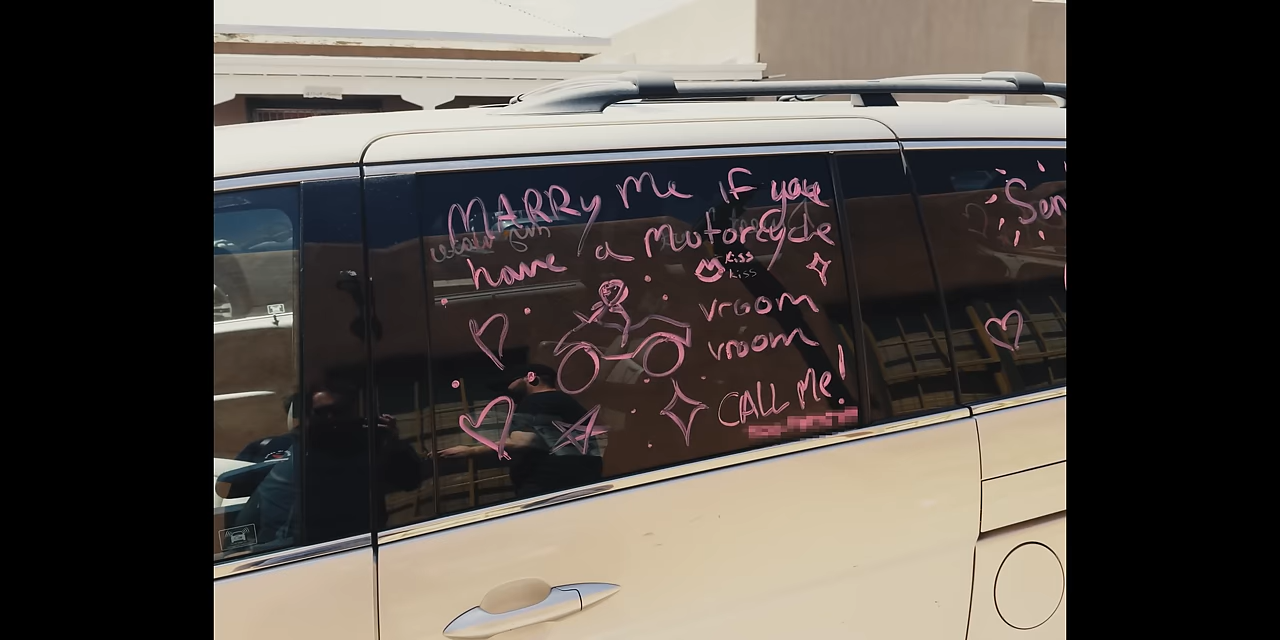 MARRY Me IF you
have a Motorcycle
kiss
kiss
vroom
vroom
CALL Me!
Sen